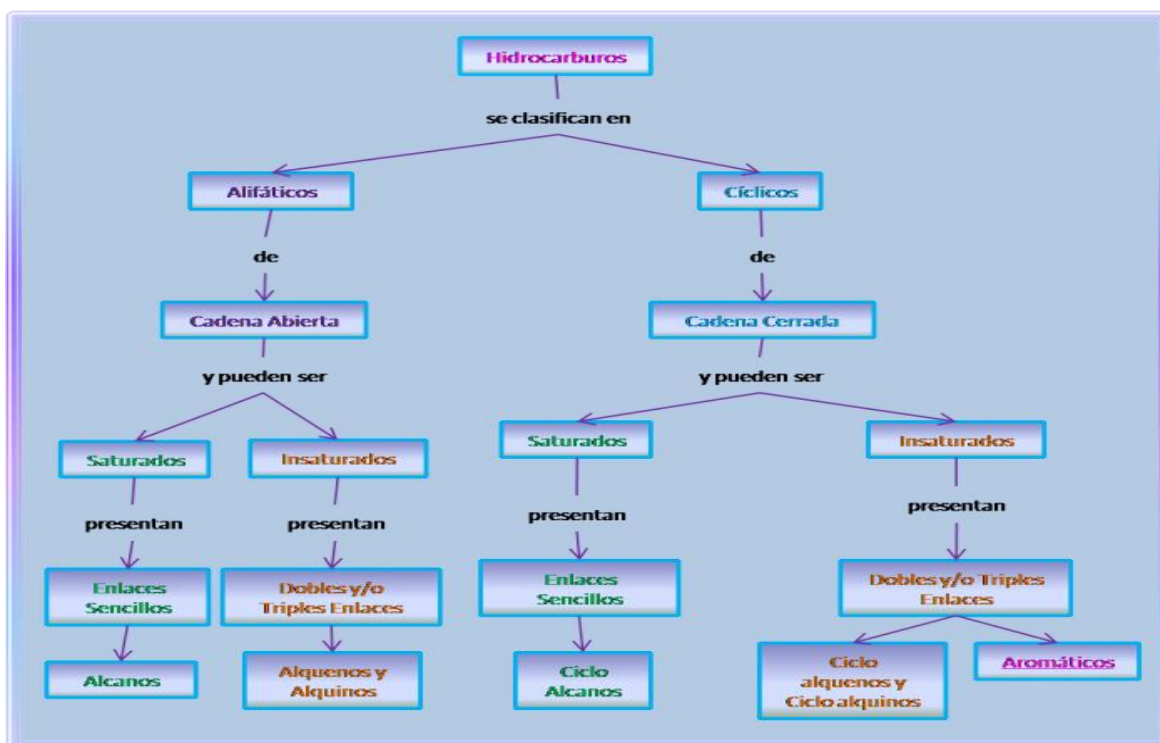 Hidrocarburos
se clasifican en
Alifáticos
Cíclicos
de
de
Cadena Abierta
Cadena Cerrada
y pueden ser
y pueden ser
Saturados
Insaturados
Saturados
Insaturados
presentan
presentan
presentan
presentan
Enlaces
Sencillos
Dobles y/o
Triples Enlaces
Enlaces
Sencillos
Dobles y/o Triples
Enlaces
Alcanos
Alquenos y
Alquinos
Ciclo
Alcanos
Ciclo
alquenos y
Ciclo alquinos
Aromáticos